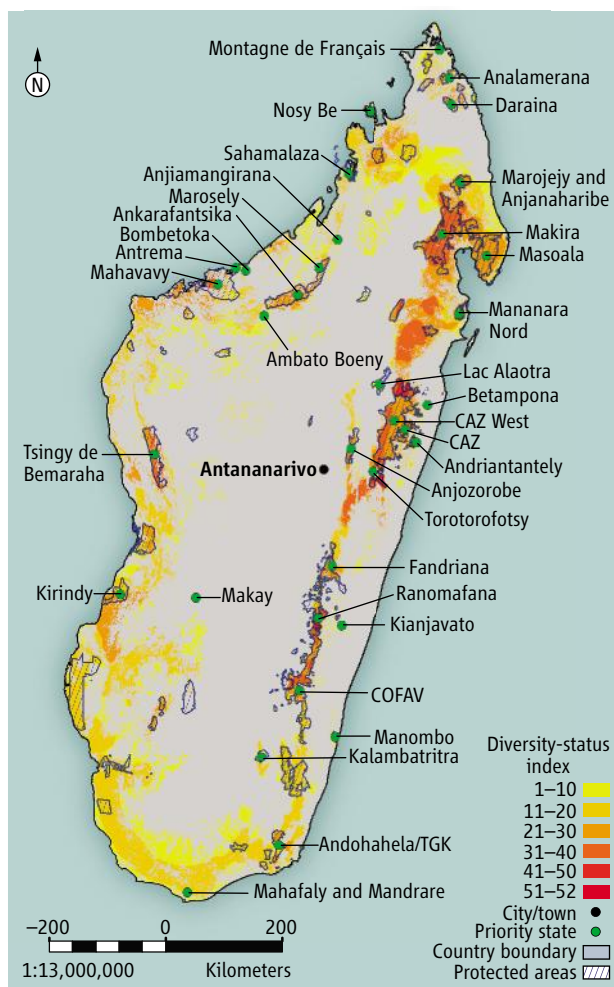 Montagne de Français
N
Analamerana
Nosy Be
Daraina
Sahamalaza
Anjiamangirana
Marosely
Ankarafantsika
Bombetoka
Antrema
Mahavavy
Marojejy and
Anjanaharibe
Makira
Masoala
Mananara
Nord
Ambato Boeny
Lac Alaotra
Betampona
CAZ West
CAZ
Tsingy de
Bemaraha
Antananarivo
Andriantantely
Anjozorobe
Torotorofotsy
Fandriana
Kirindy
Makay
Ranomafana
Kianjavato
COFAV
Manombo
Kalambatritra
Andohahela/TGK
Mahafaly and Mandrare
Diversity-status
index
1–10
11–20
21–30
31–40
41–50
51–52
City/town
Priority state
Country boundary
Protected areas
−200 0 200
1:13,000,000 Kilometers